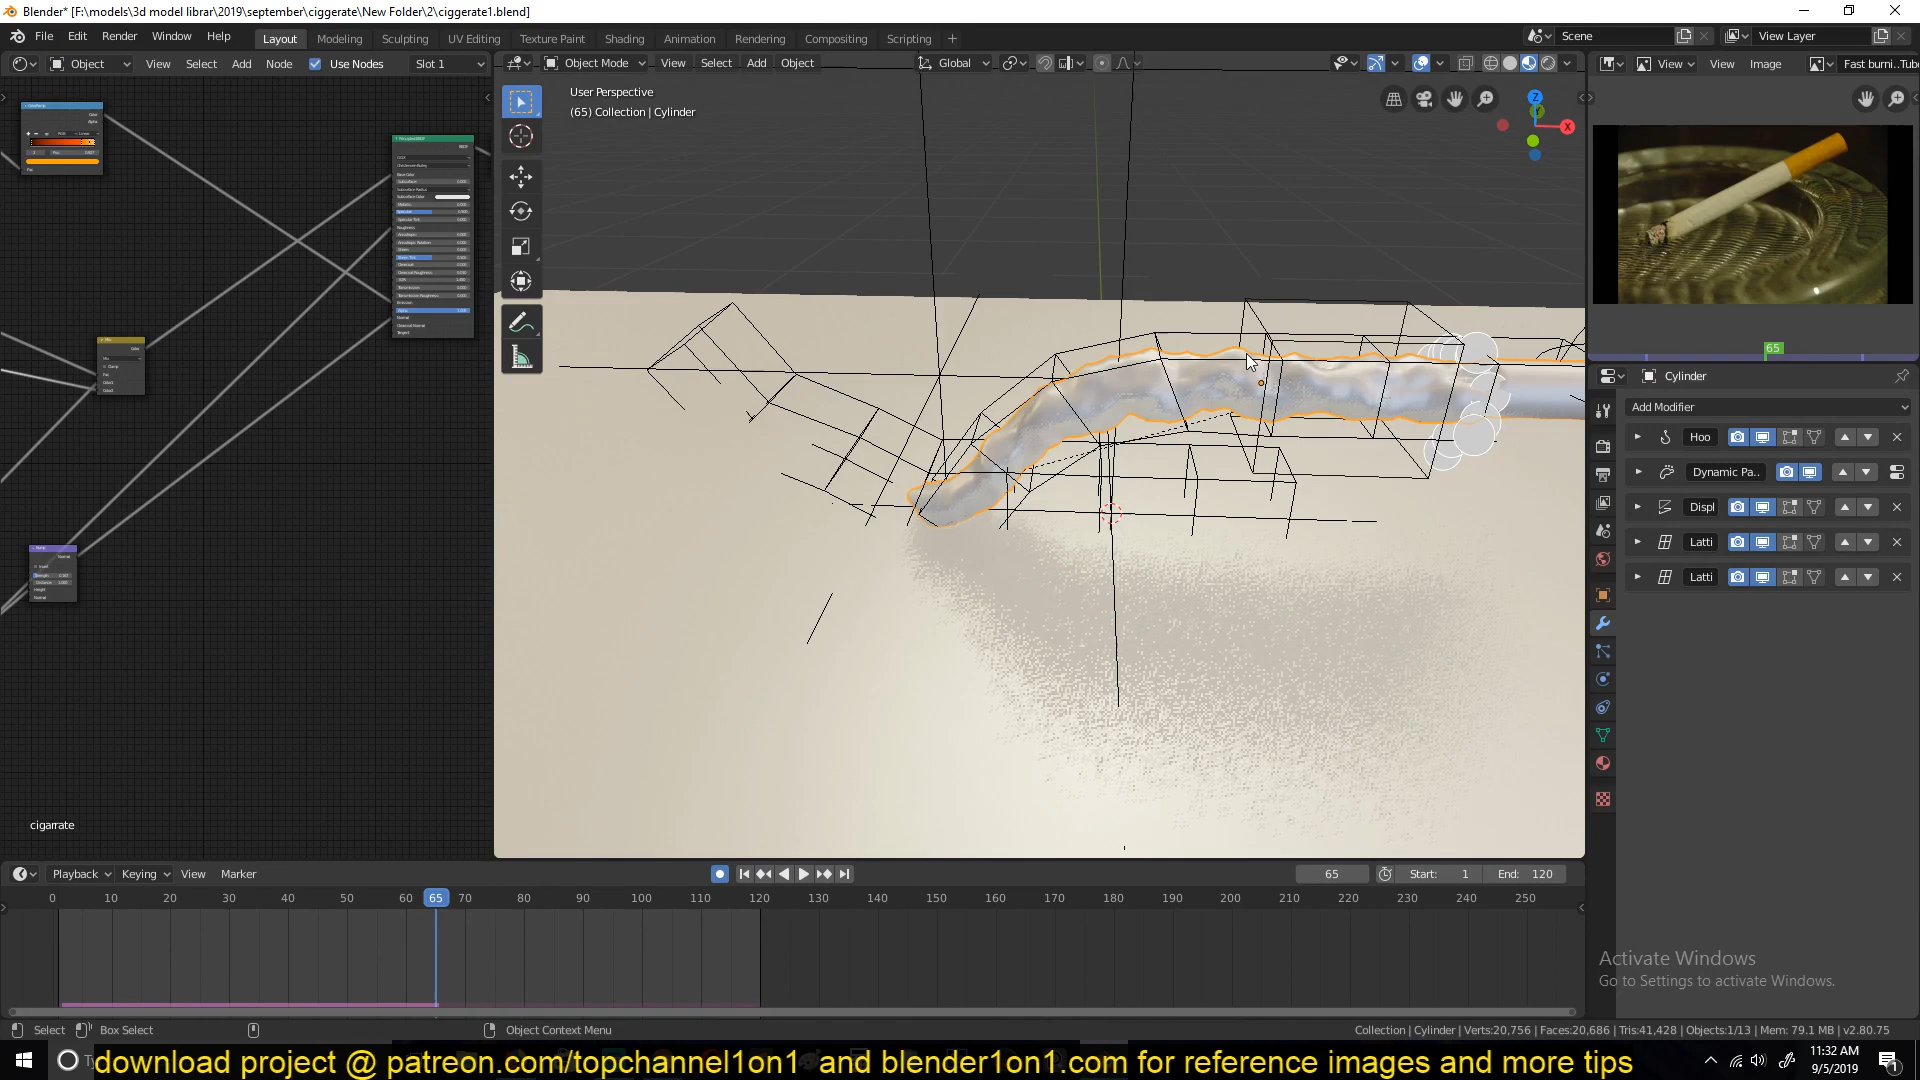 Blender* [F:\models\3d model librar\2019\september\ciggerate\New Folder\2\ciggerate1.blend]
File Edit Render Window Help Layout Modeling Sculpting UV Editing Texture Paint Shading Animation Rendering Compositing Scripting + Scene View Layer
Object View Select Add Node Use Nodes Slot 1
Object Mode View Select Add Object Global
View View Image Fast burni..Tub
User Perspective
(65) Collection | Cylinder
Z
X
65
Cylinder
Add Modifier
Hoo
Dynamic Pa..
Displ
Latti
Latti
cigarrate
Playback Keying View Marker 65 Start: 1 End: 120
0 10 20 30 40 50 60 65 70 80 90 100 110 120 130 140 150 160 170 180 190 200 210 220 230 240 250
Activate Windows
Go to Settings to activate Windows.
Select Box Select Object Context Menu Collection | Cylinder | Verts:20,756 | Faces:20,686 | Tris:41,428 | Objects:1/13 | Mem: 79.1 MB | v2.80.75
download project @ patreon.com/topchannel1on1 and blender1on1.com for reference images and more tips
11:32 AM
9/5/2019
1